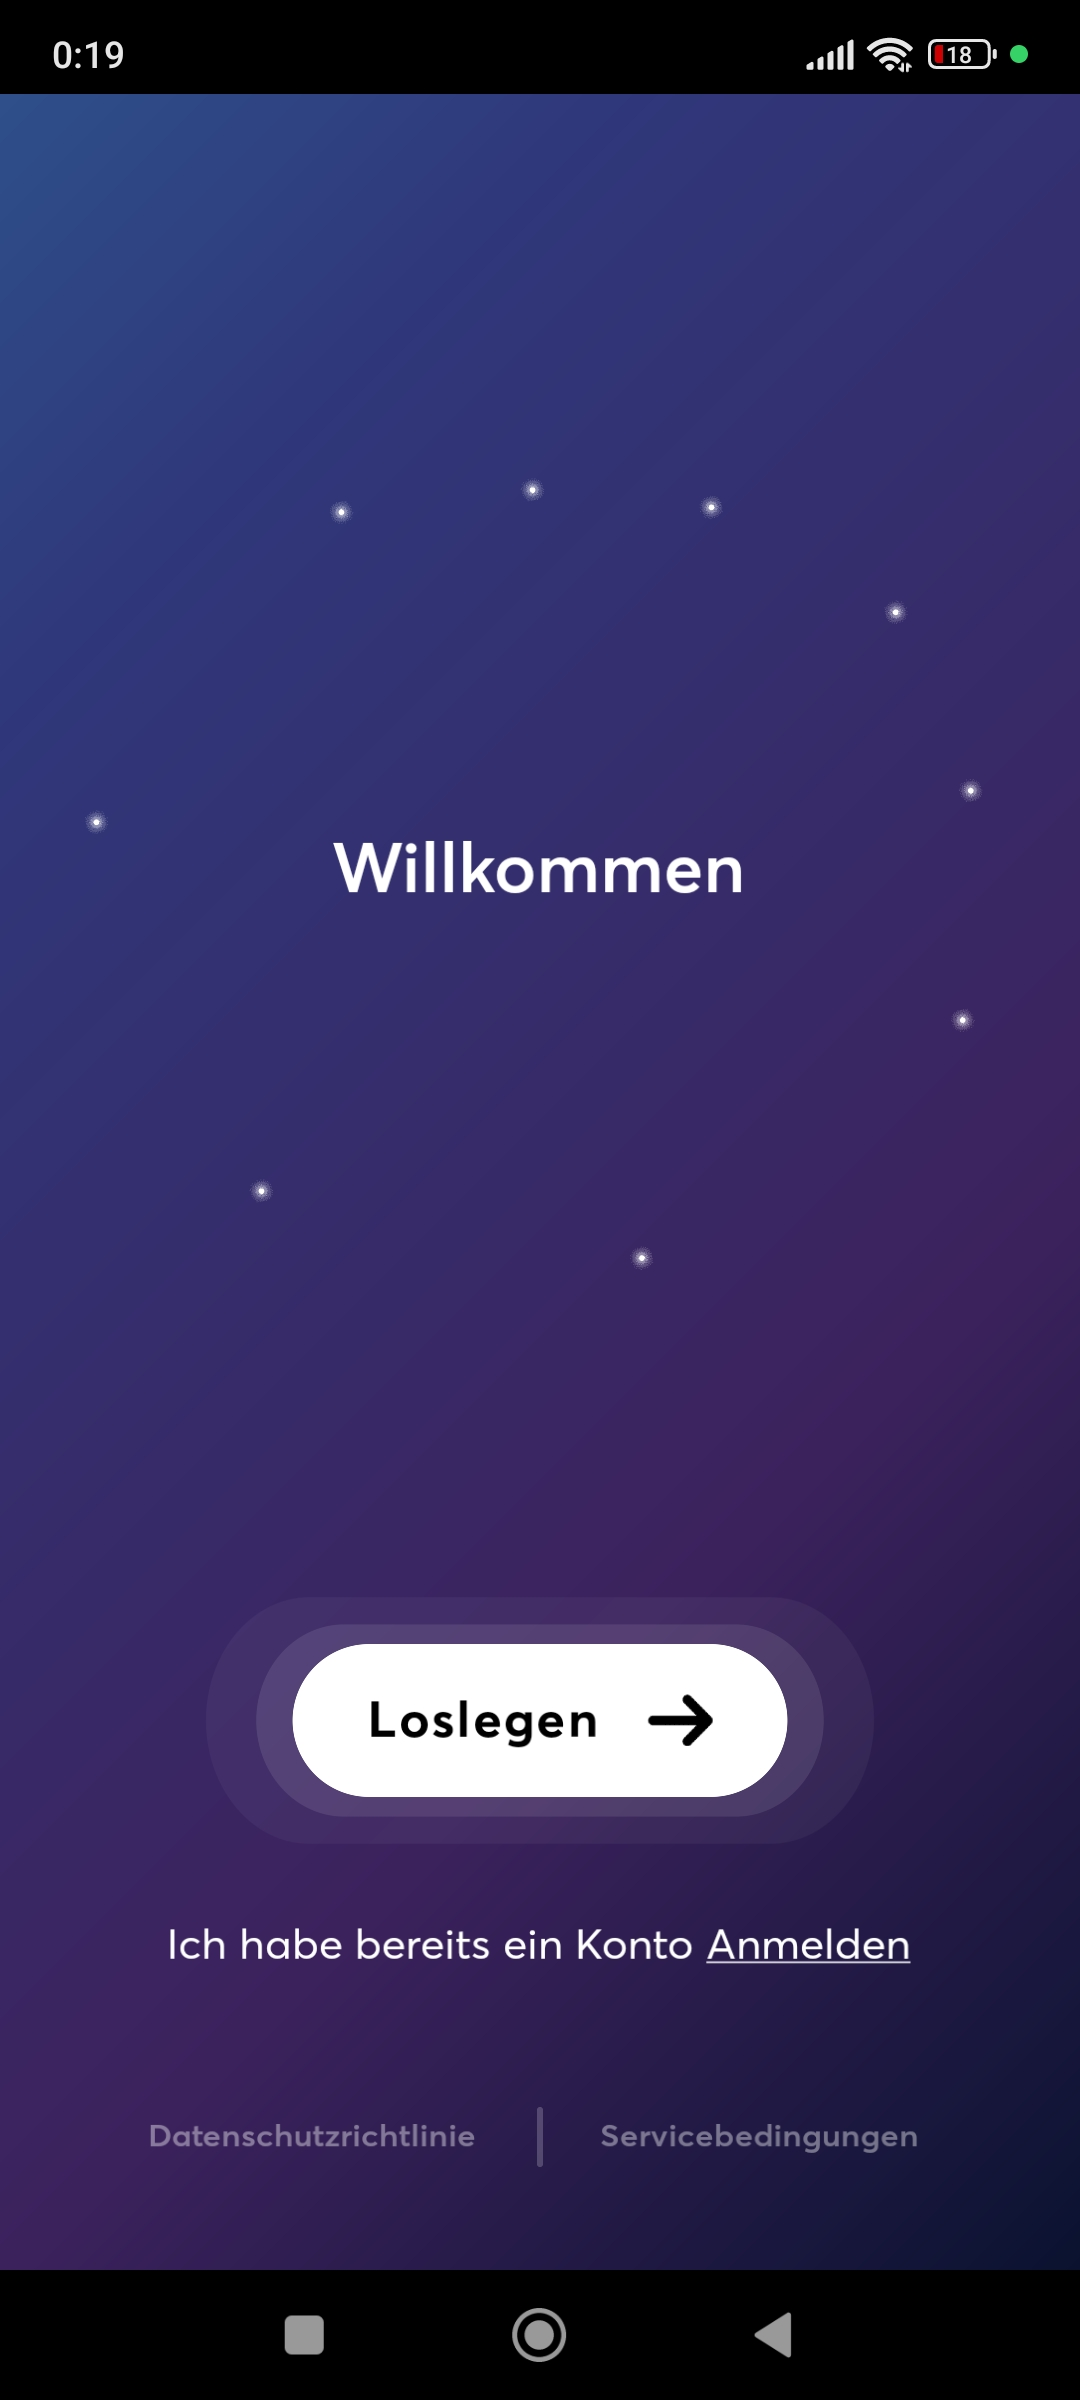 0:19
18
Willkommen
Loslegen
Ich habe bereits ein Konto Anmelden
Datenschutzrichtlinie
Servicebedingungen